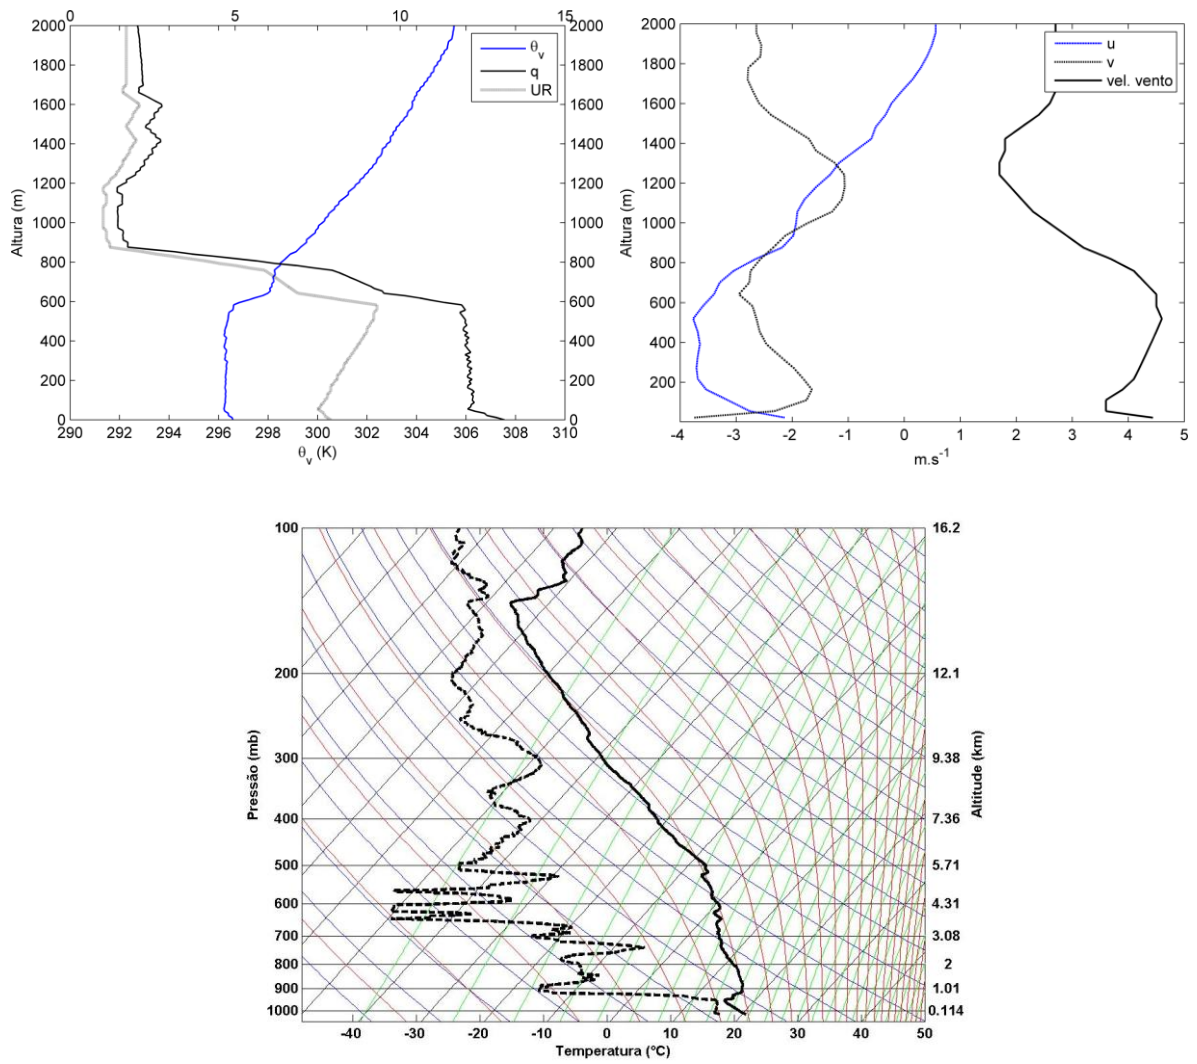 0 5 10 15
2000 1800 1600 1400 1200 1000 800 600 400 200 0
Altura (m)
θv
q
UR
2000 1800 1600 1400 1200 1000 800 600 400 200 0
290 292 294 296 298 300 302 304 306 308 310
θv (K)
2000 1800 1600 1400 1200 1000 800 600 400 200
Altura (m)
u
v
vel. vento
-4 -3 -2 -1 0 1 2 3 4 5
m.s-1
100 16.2
200 12.1
300 9.38
400 7.36
500 5.71
600 4.31
700 3.08
800 2
900 1.01
1000 0.114
Pressão (mb)
Altitude (km)
-40 -30 -20 -10 0 10 20 30 40 50
Temperatura (ºC)